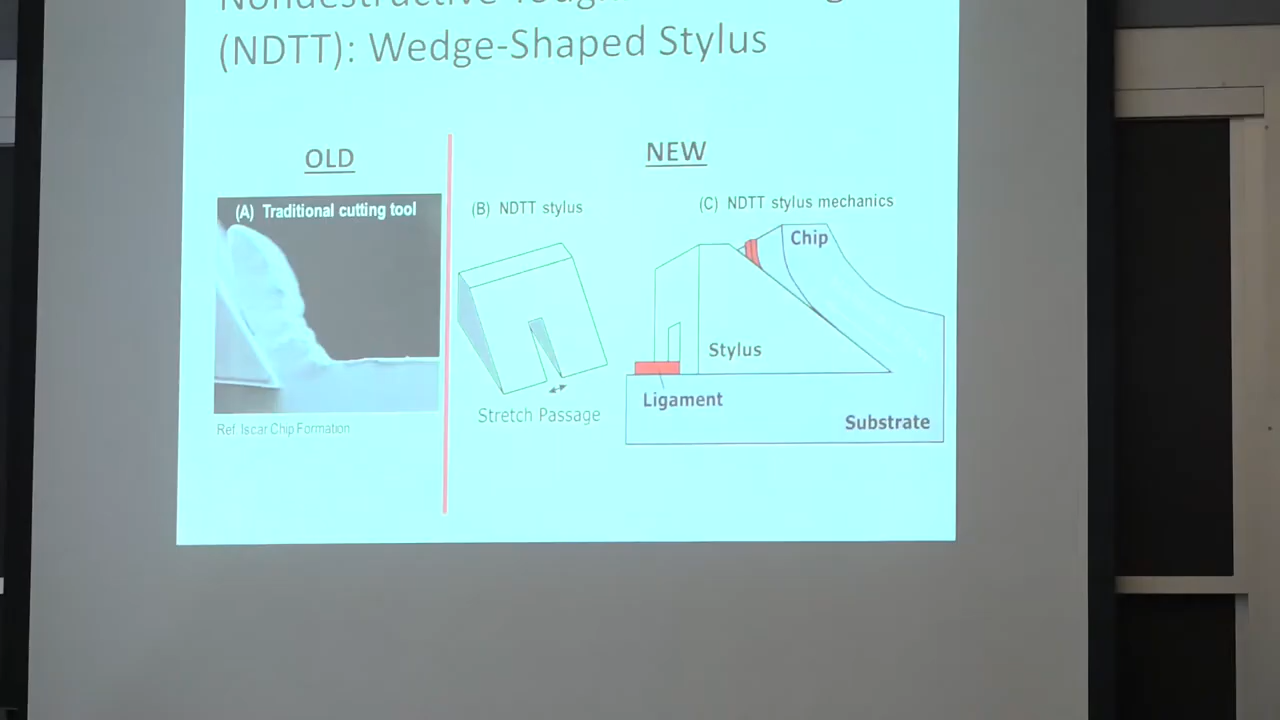 Nondestructive
(NDTT): Wedge-Shaped Stylus
OLD
NEW
(A) Traditional cutting tool
(B) NDTT stylus
(C) NDTT stylus mechanics
Chip
Stylus
Ligament
Substrate
Stretch Passage
Ref. Iscar Chip Formation